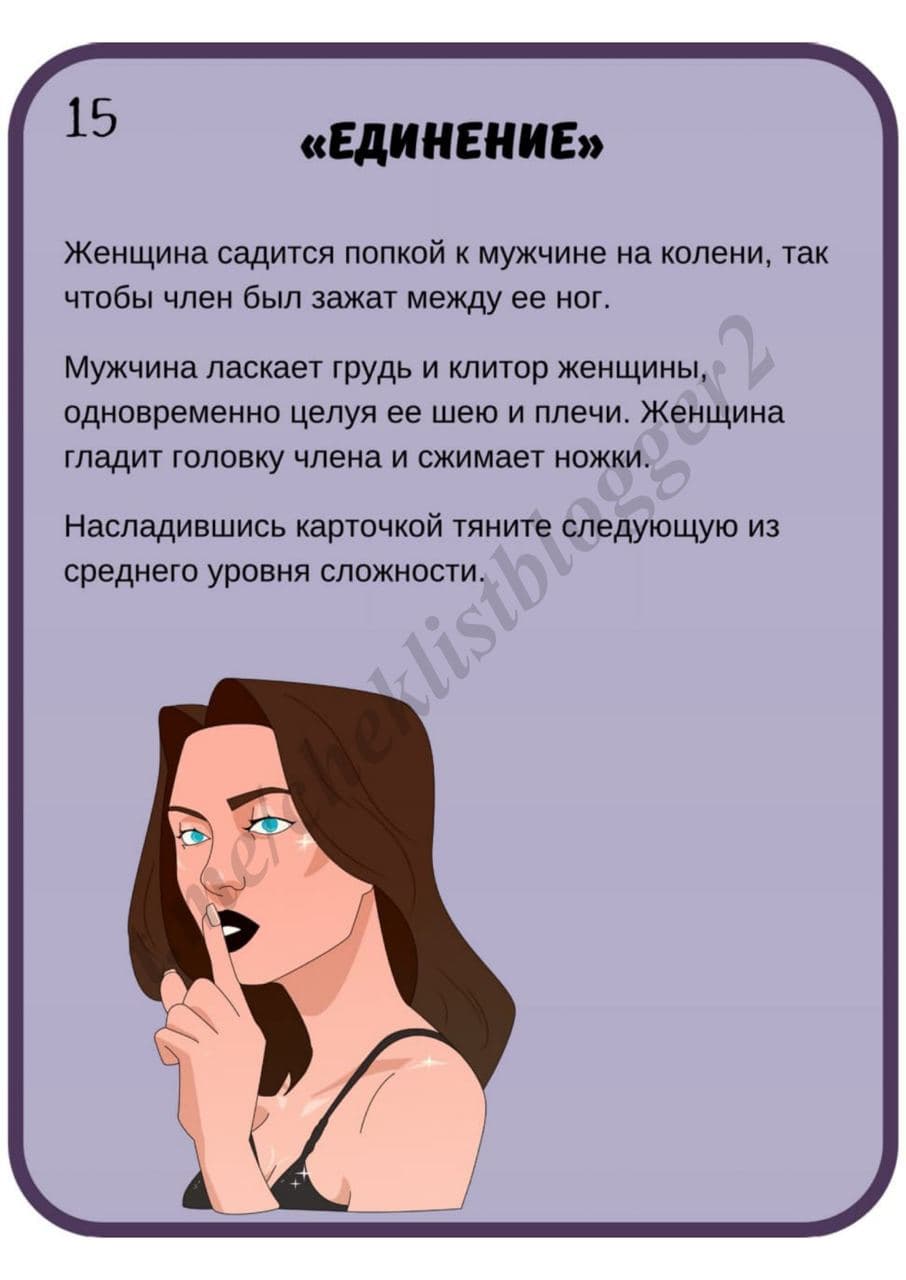 15
«ЕДИНЕНИЕ»
Женщина садится попкой к мужчине на колени, так
чтобы член был зажат между ее ног.
Мужчина ласкает грудь и клитор женщины,
одновременно целуя ее шею и плечи. Женщина
гладит головку члена и сжимает ножки.
Насладившись карточкой тяните следующую из
среднего уровня сложности.
me/cheklistblogger2